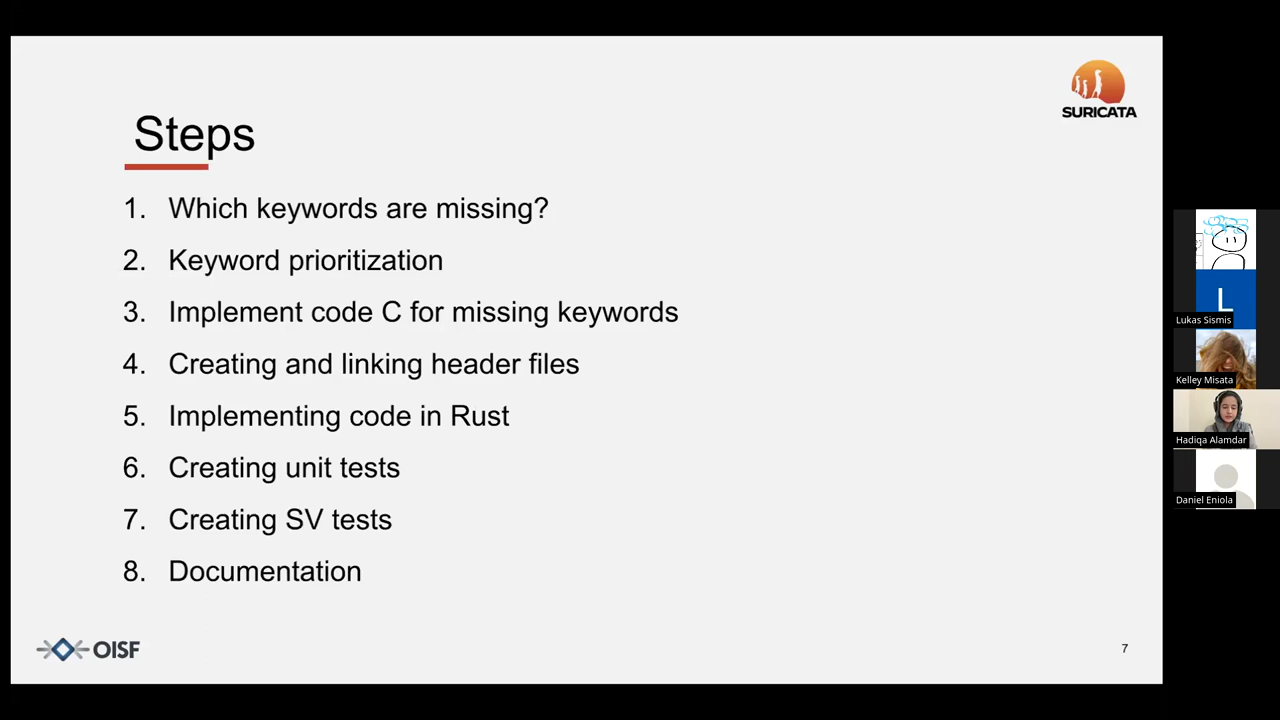 SURICATA
Steps
1. Which keywords are missing?
2. Keyword prioritization
3. Implement code C for missing keywords
4. Creating and linking header files
5. Implementing code in Rust
6. Creating unit tests
7. Creating SV tests
8. Documentation
OISF
7
L
Lukas Sismis
Kelley Misata
Hadiqa Alamdar
Daniel Eniola